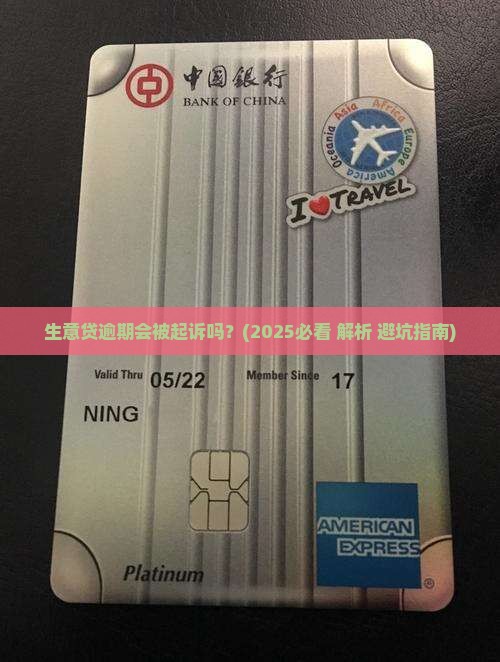 中国银行
BANK OF CHINA
Asia Africa Europe America Oceania
I❤TRAVEL
生意贷逾期会被起诉吗？(2025必看 解析 避坑指南)
Valid Thru 05/22 Member Since 17
NING
AMERICAN
EXPRESS®
Platinum